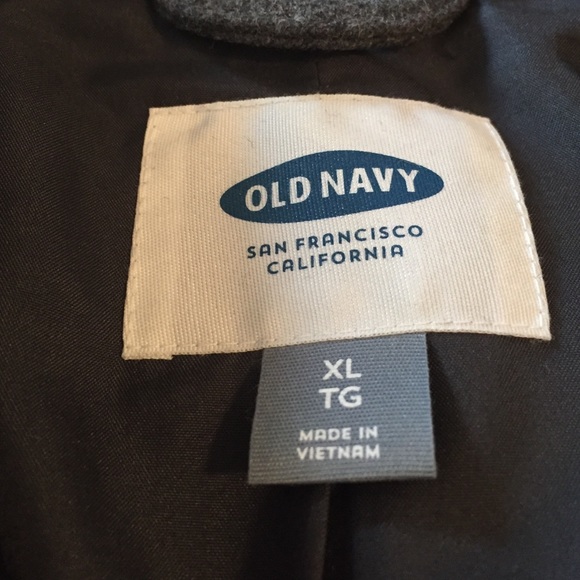 OLD NAVY
SAN FRANCISCO
CALIFORNIA
XL
TG
MADE IN
VIETNAM